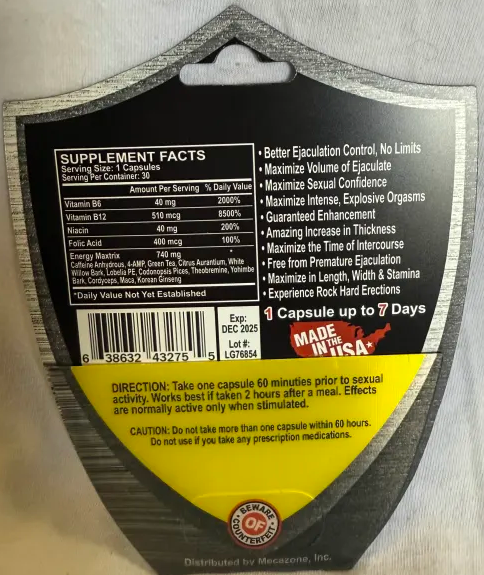 SUPPLEMENT FACTS
Serving Size: 1 Capsules
Serving Per Container: 30
Amount Per Serving % Daily Value
Vitamin B6 40 mg 2000%
Vitamin B12 510 mcg 8500%
Niacin 40 mg 200%
Folic Acid 400 mcg 100%
Energy Maxtrix 740 mg *
Caffeine Anhydrous, 4-AMP, Green Tea, Citrus Aurantium, White
Willow Bark, Lobelia PE, Codonopsis Pices, Theobremine, Yohimbe
Bark, Cordyceps, Maca, Korean Ginseng
*Daily Value Not Yet Established
• Better Ejaculation Control, No Limits
• Maximize Volume of Ejaculate
• Maximize Sexual Confidence
• Maximize Intense, Explosive Orgasms
• Guaranteed Enhancement
• Amazing Increase in Thickness
• Maximize the Time of Intercourse
• Free from Premature Ejaculation
• Maximize in Length, Width & Stamina
• Experience Rock Hard Erections
1 Capsule up to 7 Days
6 38632 43275 5
Exp:
DEC 2025
Lot #:
LG76854
MADE
IN THE
USA
DIRECTION: Take one capsule 60 minuties prior to sexual
activity. Works best if taken 2 hours after a meal. Effects
are normally active only when stimulated.
CAUTION: Do not take more than one capsule within 60 hours.
Do not use if you take any prescription medications.
BEWARE
OF
COUNTERFEIT
Distributed by Mecazone, Inc.